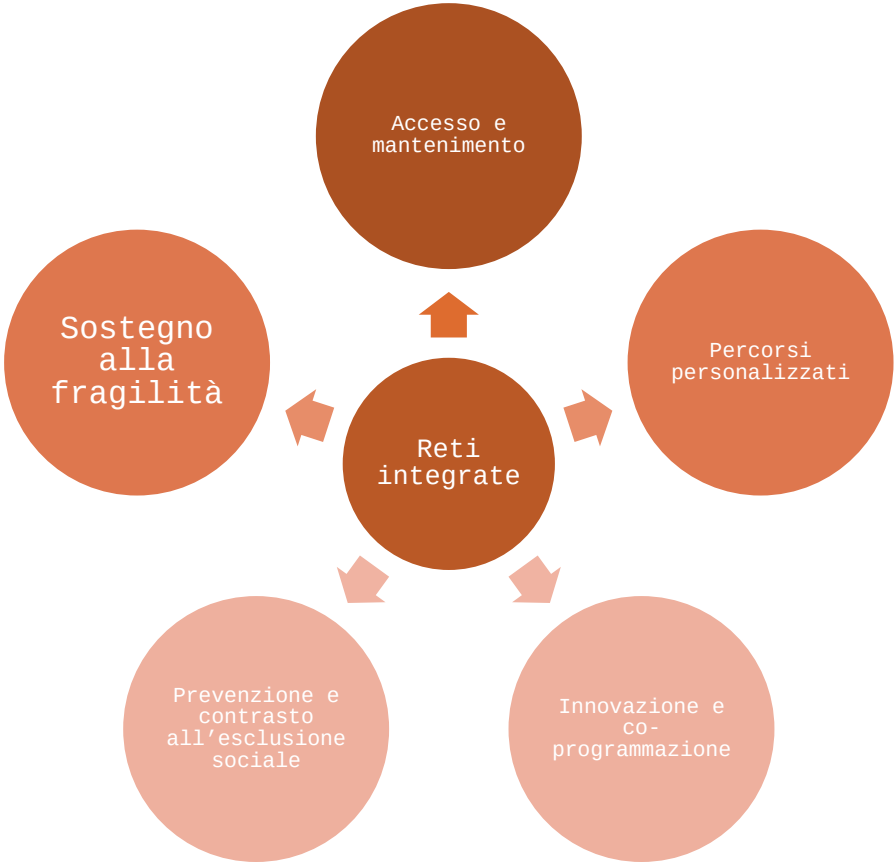 Accesso e
mantenimento
Sostegno
alla
fragilità
Percorsi
personalizzati
Reti
integrate
Prevenzione e
contrasto
all’esclusione
sociale
Innovazione e
co-
programmazione